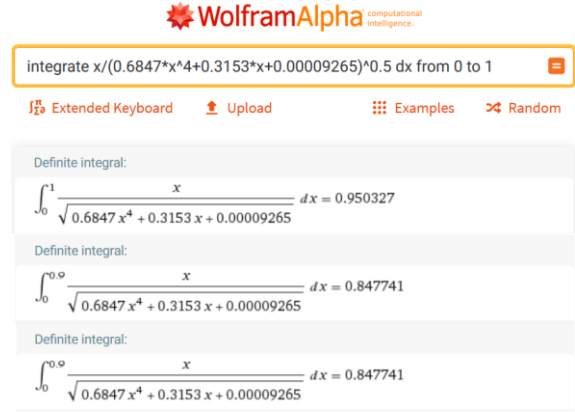 WolframAlpha computational intelligence.
integrate x/(0.6847*x^4+0.3153*x+0.00009265)^0.5 dx from 0 to 1
Extended Keyboard Upload Examples Random
Definite integral:
∫₀¹ x/√(0.6847 x⁴ + 0.3153 x + 0.00009265) dx = 0.950327
Definite integral:
∫₀^0.9 x/√(0.6847 x⁴ + 0.3153 x + 0.00009265) dx = 0.847741
Definite integral:
∫₀^0.9 x/√(0.6847 x⁴ + 0.3153 x + 0.00009265) dx = 0.847741